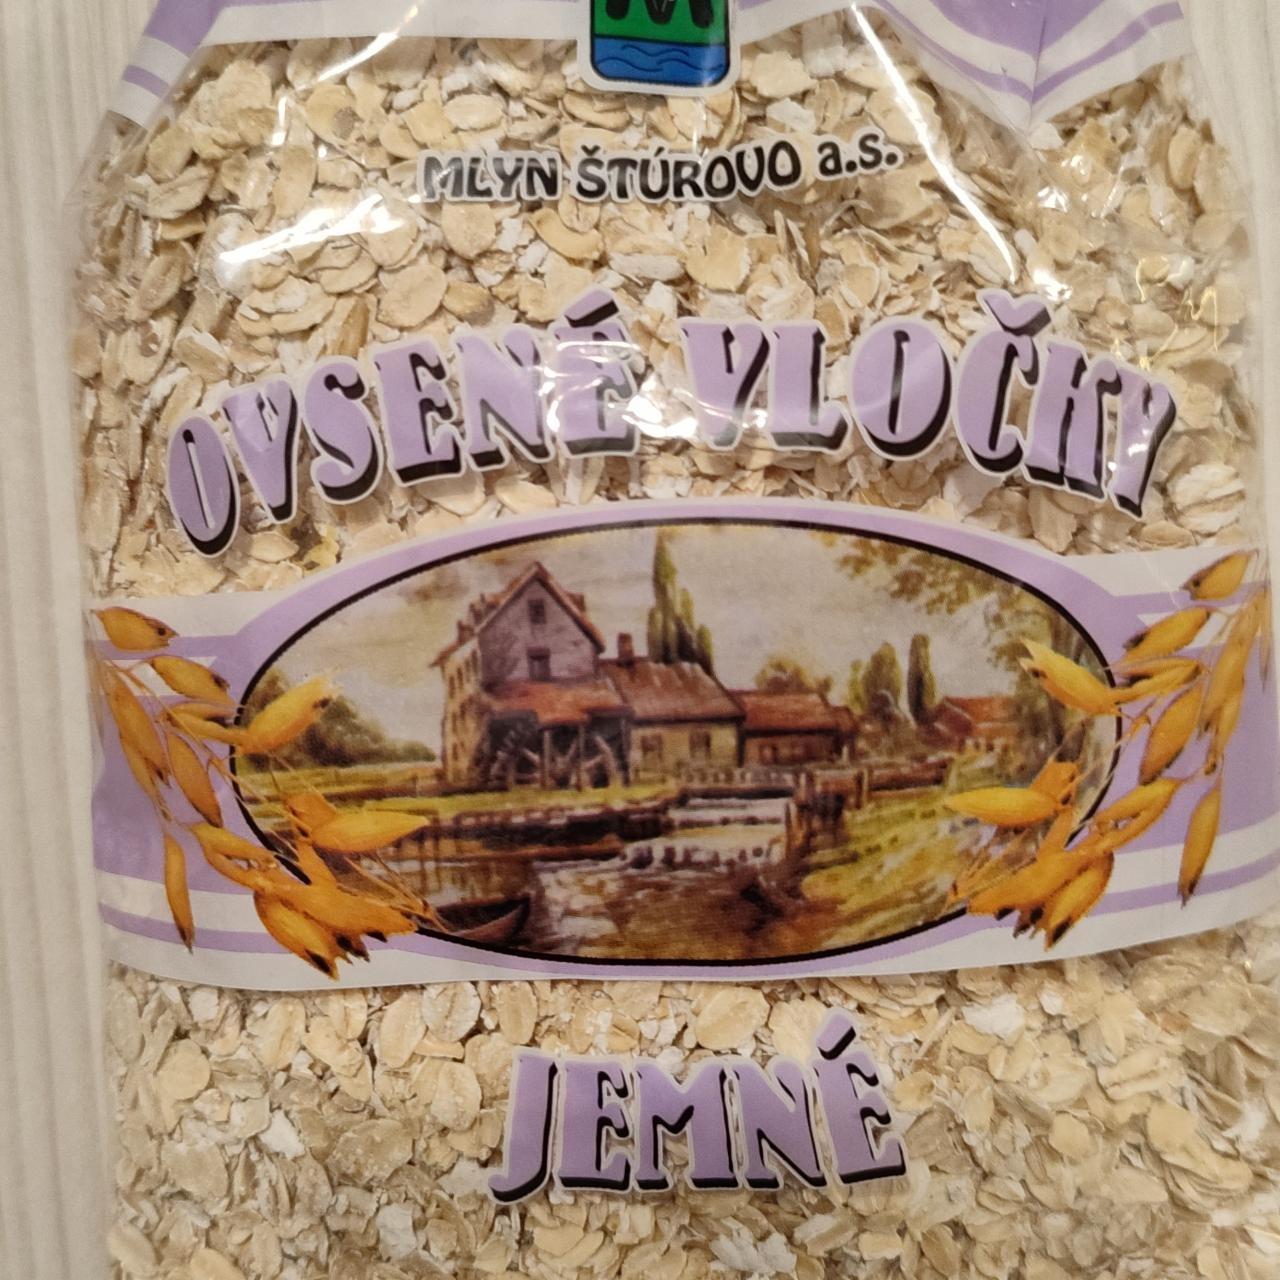 MLYN ŠTÚROVO a.s.
OVSENÉ VLOČKY
JEMNÉ